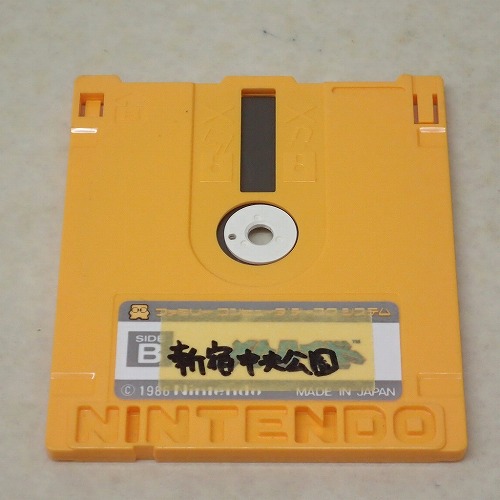 ファミリー コンピュータ ディスク システム
SIDE
B
新宿中央公園
TM
© 1986 Nintendo MADE IN JAPAN
NINTENDO